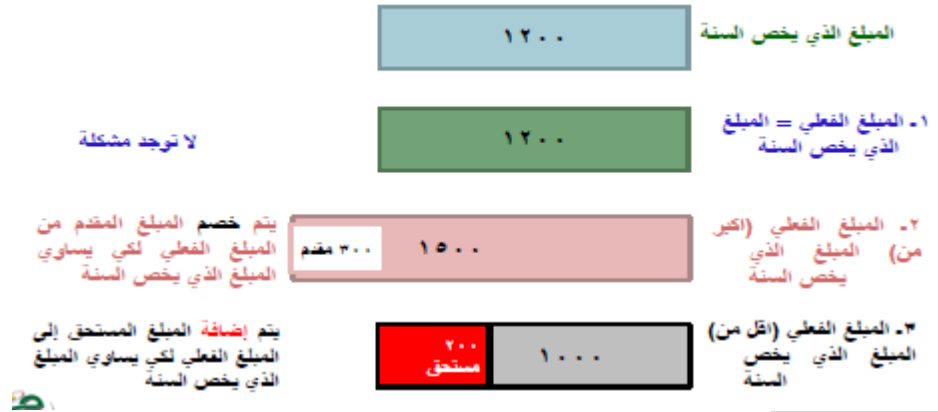 المبلغ الذي يخص السنة
١٢٠٠
١ـ المبلغ الفعلي = المبلغ
الذي يخص السنة
١٢٠٠
لا توجد مشكلة
٢ـ المبلغ الفعلي (اكبر
من) المبلغ الذي
يخص السنة
١٥٠٠
٣٠٠ مقدم
يتم خصم المبلغ المقدم من
المبلغ الفعلي لكي يساوي
المبلغ الذي يخص السنة
٣ـ المبلغ الفعلي (اقل من)
المبلغ الذي يخص
السنة
١٠٠٠
٢٠٠
مستحق
يتم إضافة المبلغ المستحق إلى
المبلغ الفعلي لكي يساوي المبلغ
الذي يخص السنة